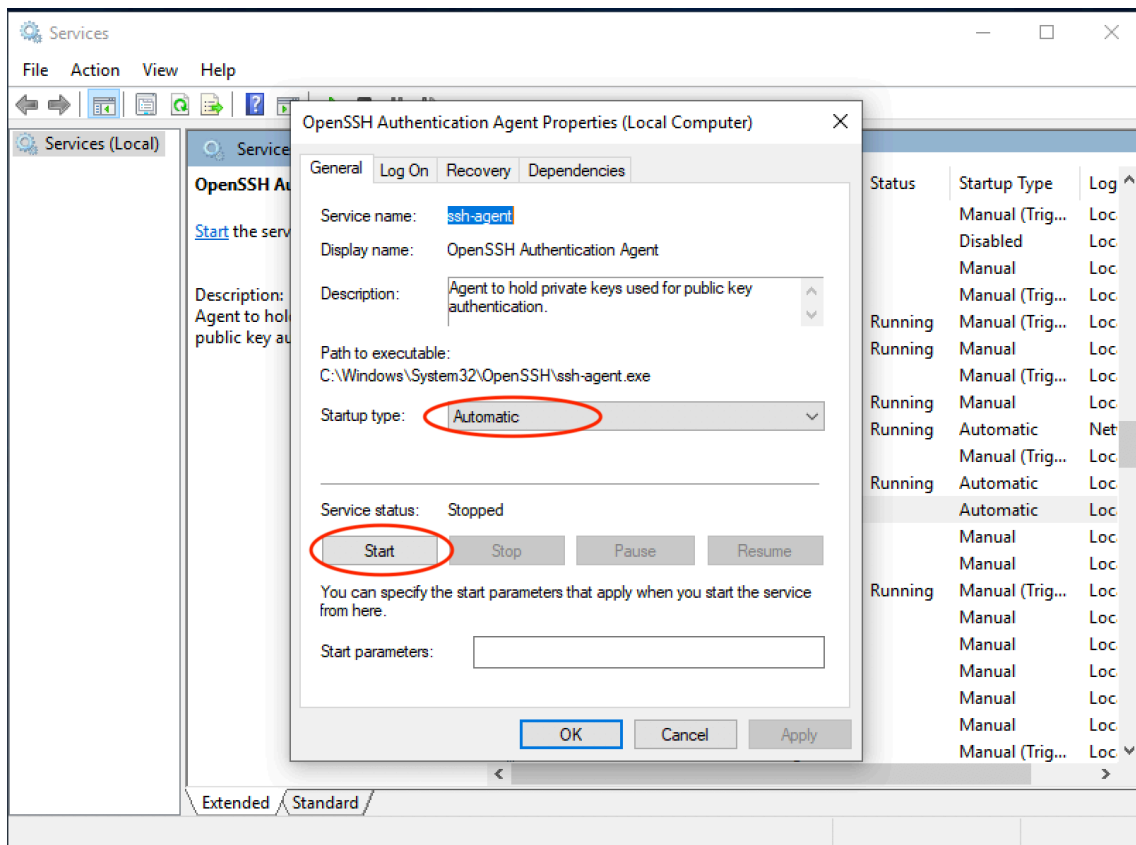 Services
File Action View Help
Services (Local)
Service
OpenSSH Au
Start the serv
Description:
Agent to hol
public key au
OpenSSH Authentication Agent Properties (Local Computer)
General Log On Recovery Dependencies
Service name: ssh-agent
Display name: OpenSSH Authentication Agent
Description: Agent to hold private keys used for public key
authentication.
Path to executable:
C:\Windows\System32\OpenSSH\ssh-agent.exe
Startup type: Automatic
Service status: Stopped
Start Stop Pause Resume
You can specify the start parameters that apply when you start the service
from here.
Start parameters:
OK Cancel Apply
Status Startup Type Log
Manual (Trig... Loc
Disabled Loc
Manual Loc
Manual (Trig... Loc
Running Manual (Trig... Loc
Running Manual Loc
Manual (Trig... Loc
Running Manual Loc
Running Automatic Net
Manual (Trig... Loc
Running Automatic Loc
Automatic Loc
Manual Loc
Manual Loc
Running Manual (Trig... Loc
Manual Loc
Manual Loc
Manual Loc
Manual Loc
Manual Loc
Manual (Trig... Loc
Extended Standard